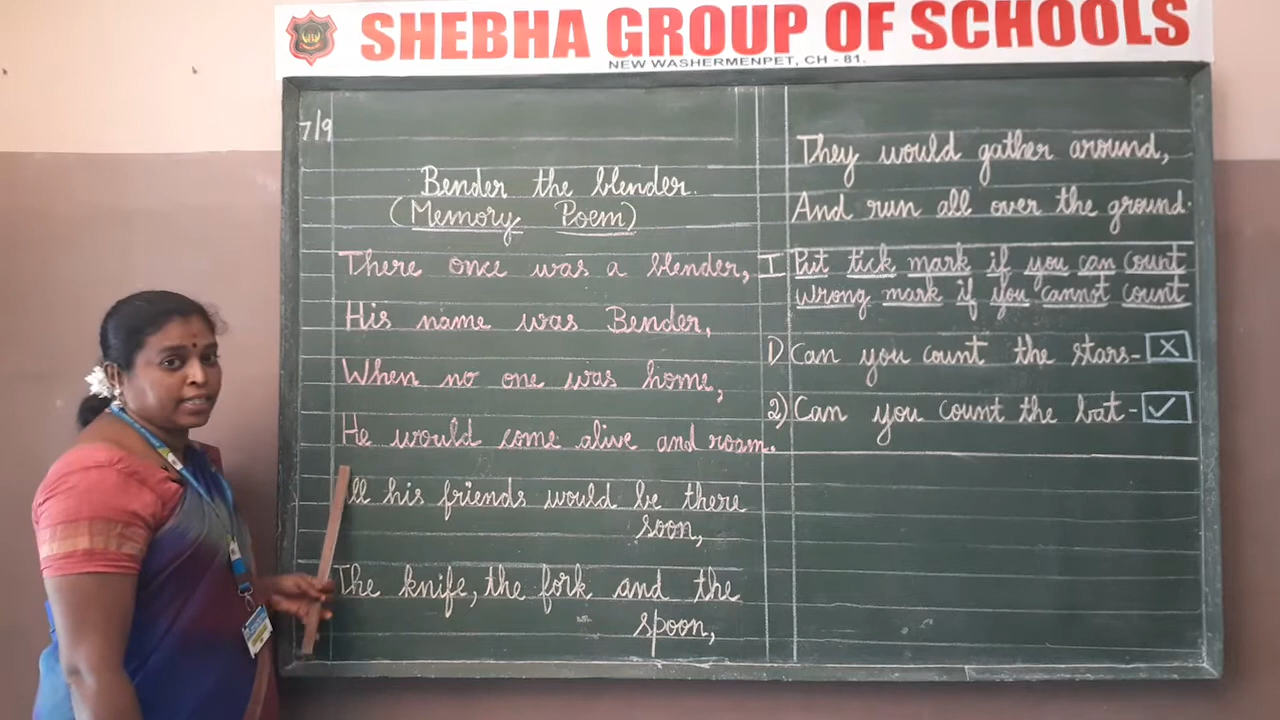 SHEBHA GROUP OF SCHOOLS
NEW WASHERMENPET, CH - 81.
7/9
Bender the blender.
(Memory Poem)
There once was a blender,
His name was Bender,
When no one was home,
He would come alive and roam.
All his friends would be there
soon,
The knife, the fork and the
spoon,
They would gather around,
And run all over the ground.
I Put tick mark if you can count
wrong mark if you cannot count
1) Can you count the stars- ☒
2) Can you count the bat- ☑